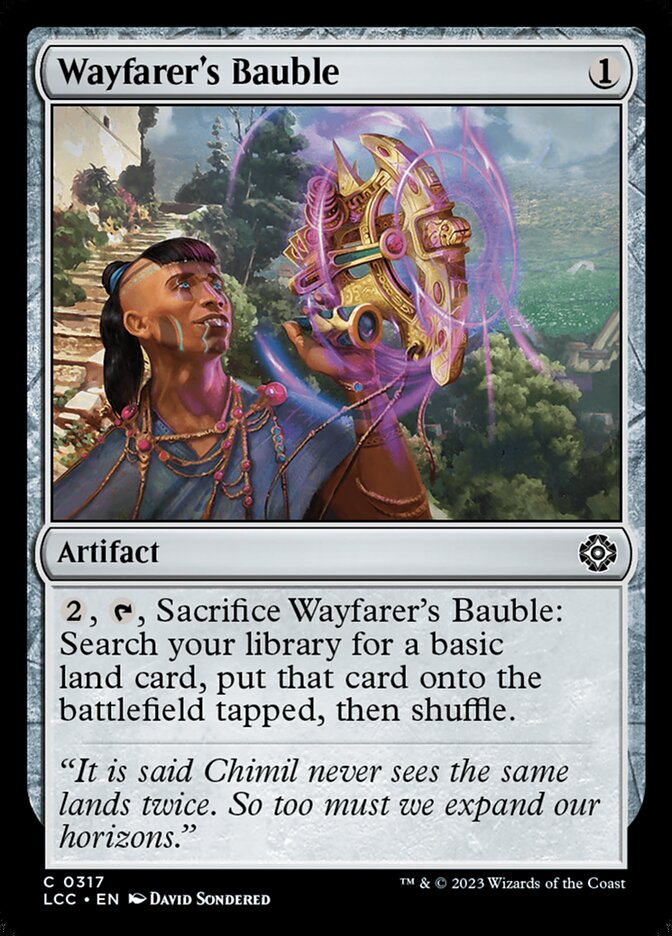 Wayfarer's Bauble 1
Artifact
2, , Sacrifice Wayfarer's Bauble:
Search your library for a basic
land card, put that card onto the
battlefield tapped, then shuffle.
“It is said Chimil never sees the same
lands twice. So too must we expand our
horizons.”
C 0317 ™ & © 2023 Wizards of the Coast
LCC • EN David Sondered